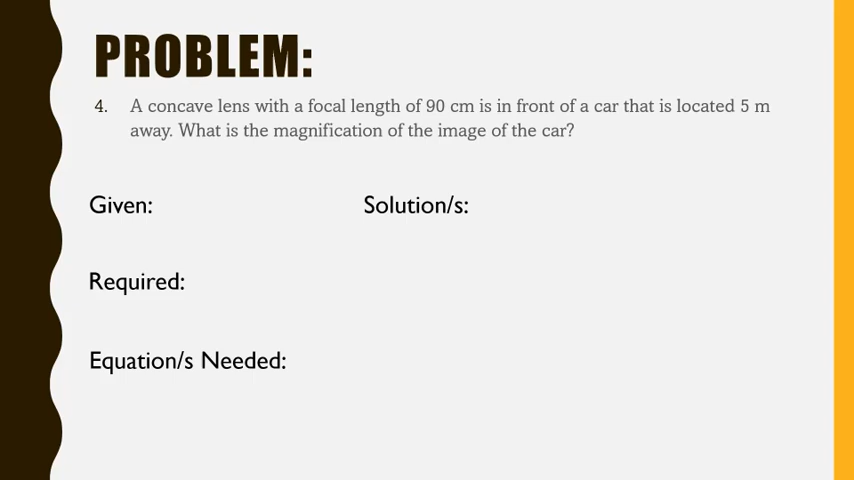 PROBLEM:
4. A concave lens with a focal length of 90 cm is in front of a car that is located 5 m
away. What is the magnification of the image of the car?
Given:
Solution/s:
Required:
Equation/s Needed: